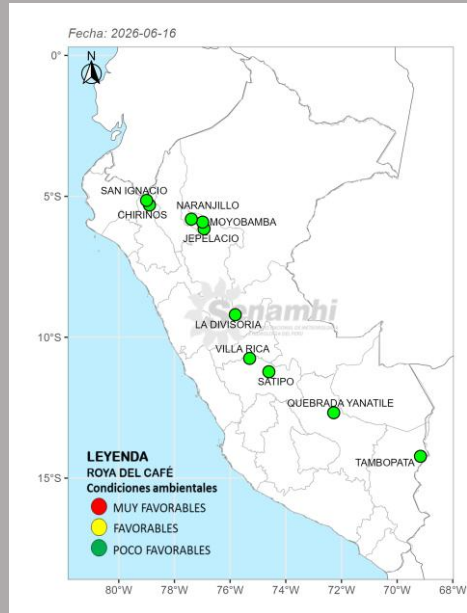 Fecha: 2026-06-16
N
0°
5°S
10°S
15°S
SAN IGNACIO
CHIRINOS
NARANJILLO
MOYOBAMBA
JEPELACIO
Senamhi
LA DIVISORIA
VILLA RICA
SATIPO
QUEBRADA YANATILE
TAMBOPATA
LEYENDA
ROYA DEL CAFÉ
Condiciones ambientales
MUY FAVORABLES
FAVORABLES
POCO FAVORABLES
80°W
78°W
76°W
74°W
72°W
70°W
68°W